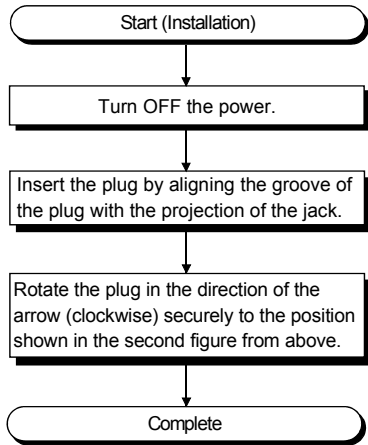 Start (Installation)
Turn OFF the power.
Insert the plug by aligning the groove of
the plug with the projection of the jack.
Rotate the plug in the direction of the
arrow (clockwise) securely to the position
shown in the second figure from above.
Complete